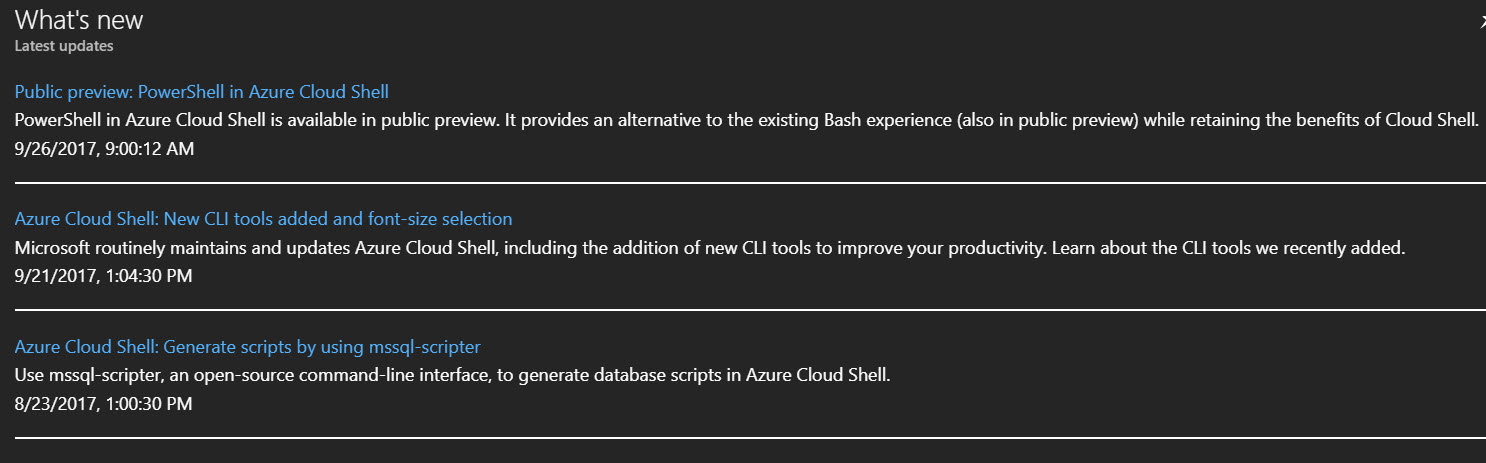 What's new
Latest updates
Public preview: PowerShell in Azure Cloud Shell
PowerShell in Azure Cloud Shell is available in public preview. It provides an alternative to the existing Bash experience (also in public preview) while retaining the benefits of Cloud Shell.
9/26/2017, 9:00:12 AM
Azure Cloud Shell: New CLI tools added and font-size selection
Microsoft routinely maintains and updates Azure Cloud Shell, including the addition of new CLI tools to improve your productivity. Learn about the CLI tools we recently added.
9/21/2017, 1:04:30 PM
Azure Cloud Shell: Generate scripts by using mssql-scripter
Use mssql-scripter, an open-source command-line interface, to generate database scripts in Azure Cloud Shell.
8/23/2017, 1:00:30 PM